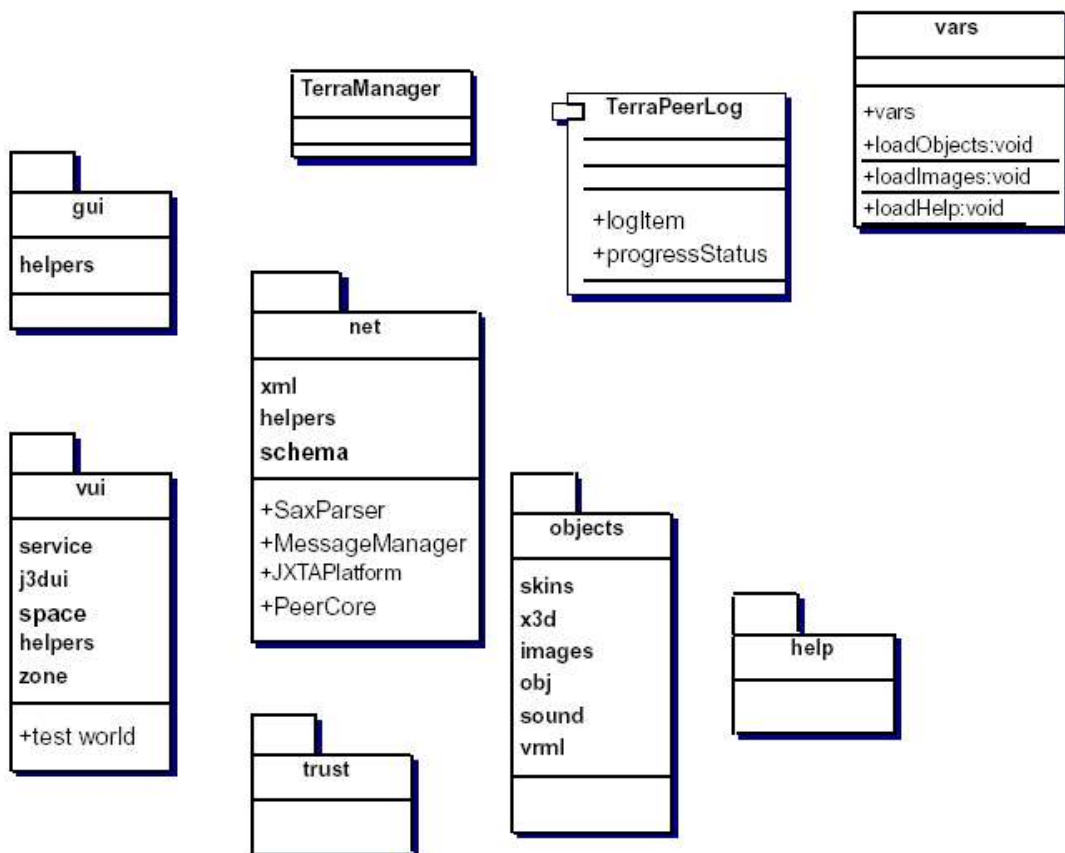 vars
+vars
+loadObjects:void
+loadImages:void
+loadHelp:void
TerraManager
TerraPeerLog
+logItem
+progressStatus
gui
helpers
net
xml
helpers
schema
+SaxParser
+MessageManager
+JXTAPlatform
+PeerCore
vui
service
j3dui
space
helpers
zone
+test world
objects
skins
x3d
images
obj
sound
vrml
help
trust